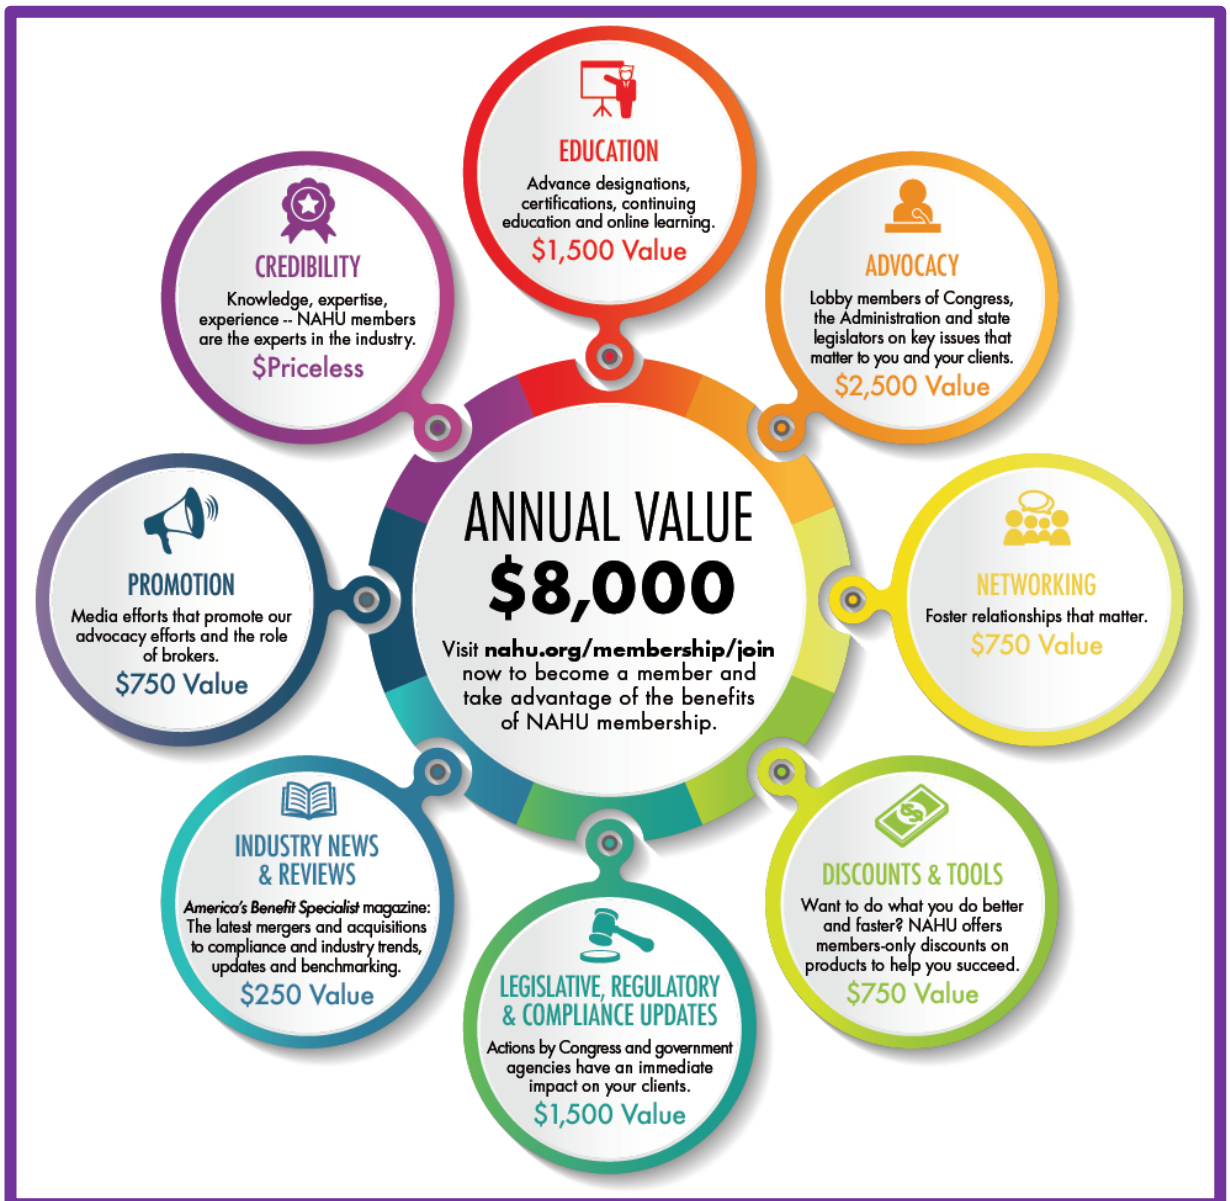 EDUCATION
Advance designations,
certifications, continuing
education and online learning.
$1,500 Value
ADVOCACY
Lobby members of Congress,
the Administration and state
legislators on key issues that
matter to you and your clients.
$2,500 Value
NETWORKING
Foster relationships that matter.
$750 Value
DISCOUNTS & TOOLS
Want to do what you do better
and faster? NAHU offers
members-only discounts on
products to help you succeed.
$750 Value
LEGISLATIVE, REGULATORY
& COMPLIANCE UPDATES
Actions by Congress and government
agencies have an immediate
impact on your clients.
$1,500 Value
INDUSTRY NEWS
& REVIEWS
America's Benefit Specialist magazine:
The latest mergers and acquisitions
to compliance and industry trends,
updates and benchmarking.
$250 Value
PROMOTION
Media efforts that promote our
advocacy efforts and the role
of brokers.
$750 Value
CREDIBILITY
Knowledge, expertise,
experience -- NAHU members
are the experts in the industry.
$Priceless
ANNUAL VALUE
$8,000
Visit nahu.org/membership/join
now to become a member and
take advantage of the benefits
of NAHU membership.